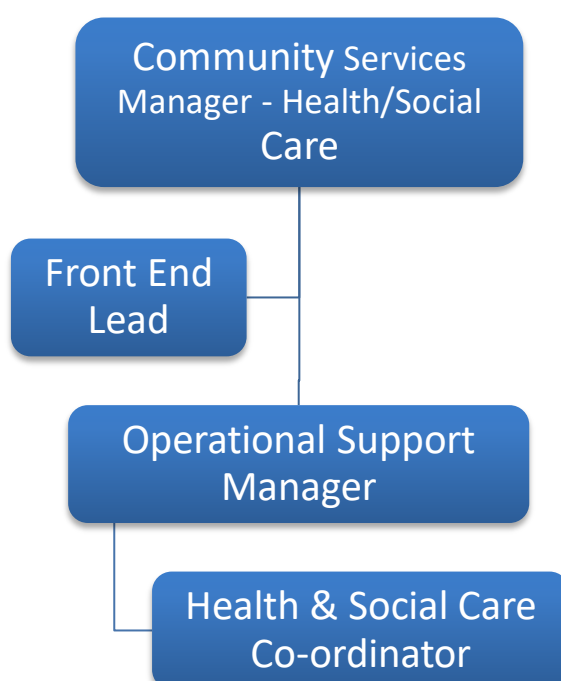 Community Services
Manager - Health/Social
Care
Front End
Lead
Operational Support
Manager
Health & Social Care
Co-ordinator